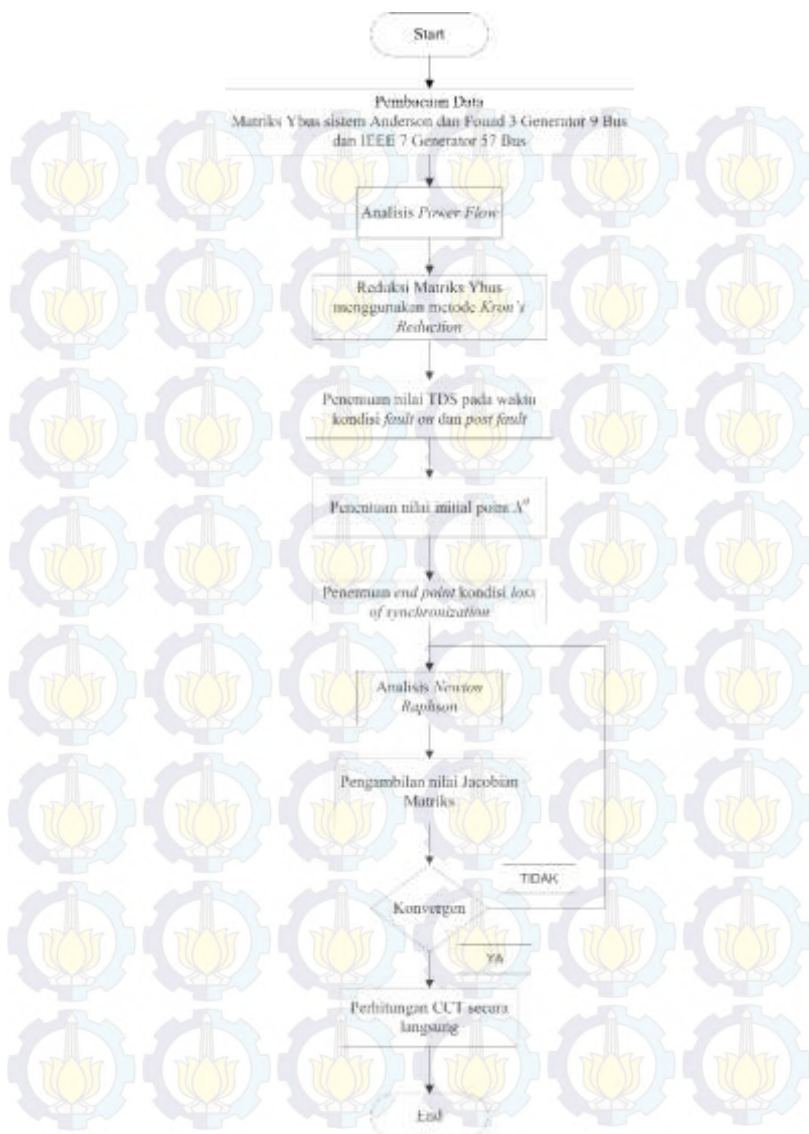 Start
Pembacaan Data
Matriks Ybus sistem Anderson dan Fouad 3 Generator 9 Bus
dan IEEE 7 Generator 57 Bus
Analisis Power Flow
Reduksi Matriks Ybus
menggunakan metode Kron's
Reduction
Penentuan nilai TDS pada waktu
kondisi fault on dan post fault
Penentuan nilai initial point
Penentuan end point kondisi loss
of synchronization
Analisis Newton
Raphson
Pengambilan nilai Jacobian
Matriks
TIDAK
Konvergen
YA
Perhitungan CCT secara
langsung
End